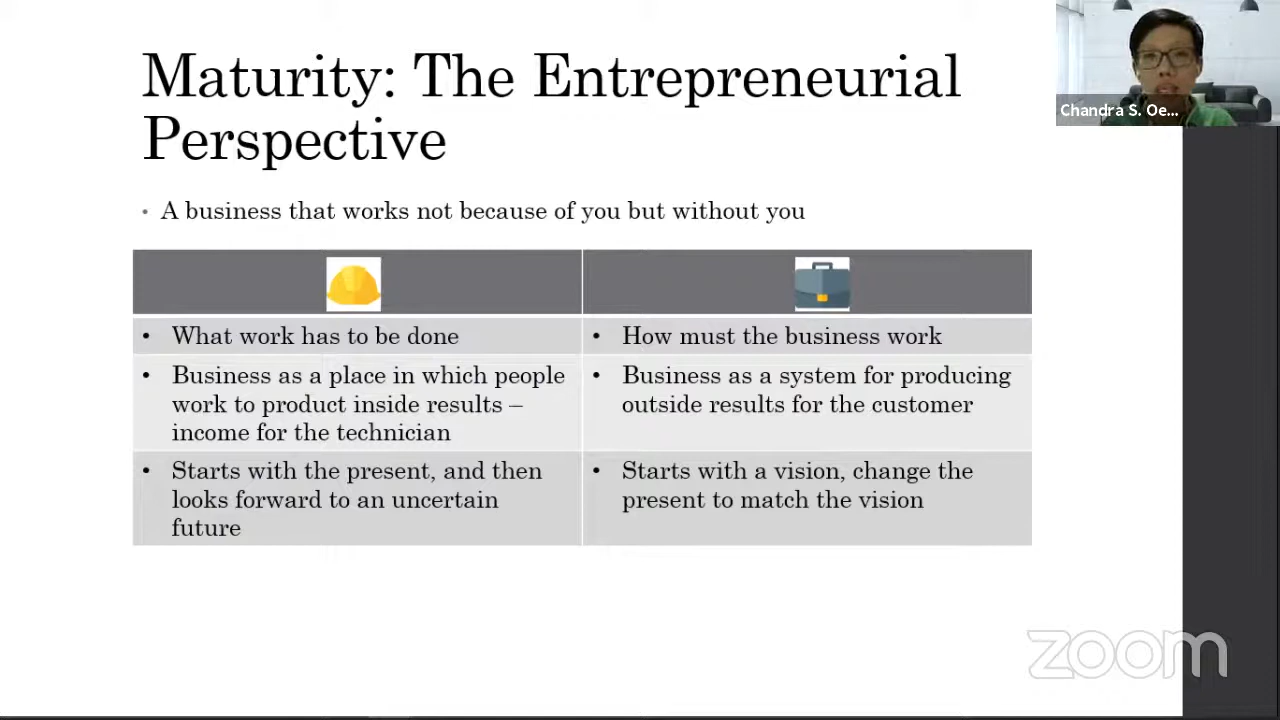 Maturity: The Entrepreneurial
Perspective
• A business that works not because of you but without you
• What work has to be done
• How must the business work
• Business as a place in which people
work to product inside results –
income for the technician
• Business as a system for producing
outside results for the customer
• Starts with the present, and then
looks forward to an uncertain
future
• Starts with a vision, change the
present to match the vision
Chandra S. Oe...
zoom